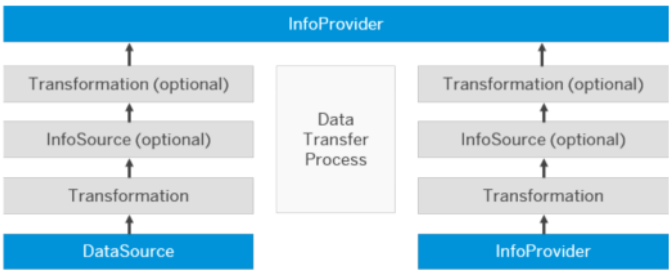 InfoProvider
Transformation (optional)
InfoSource (optional)
Transformation
DataSource
Data
Transfer
Process
Transformation (optional)
InfoSource (optional)
Transformation
InfoProvider